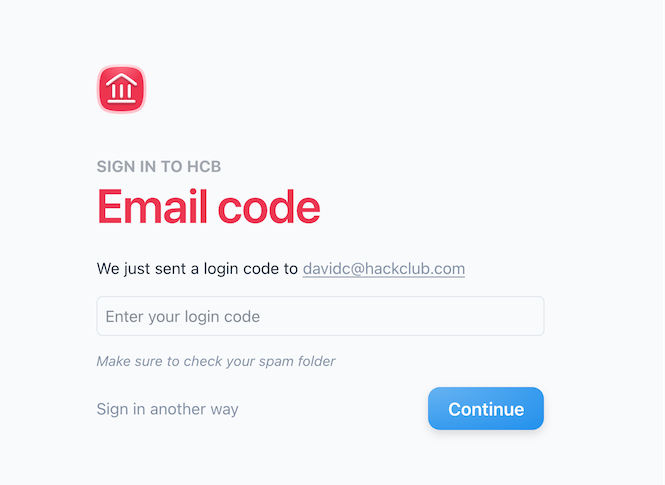 SIGN IN TO HCB
Email code
We just sent a login code to davidc@hackclub.com
Enter your login code
Make sure to check your spam folder
Sign in another way
Continue